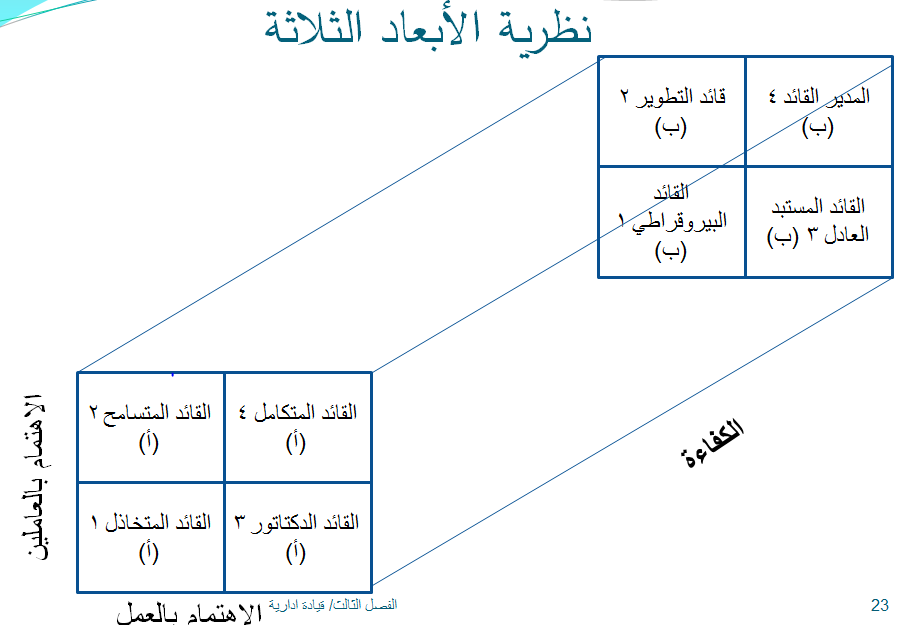 نظرية الأبعاد الثلاثة
المدير القائد ٤
(ب)
قائد التطوير ٢
(ب)
القائد المستبد
العادل ٣ (ب)
القائد
البيروقراطي ١
(ب)
الكفاءة
القائد المتكامل ٤
(أ)
القائد المتسامح ٢
(أ)
القائد الدكتاتور ٣
(أ)
القائد المتخاذل ١
(أ)
الاهتمام بالعاملين
الاهتمام بالعمل
الفصل الثالث/ قيادة ادارية
23